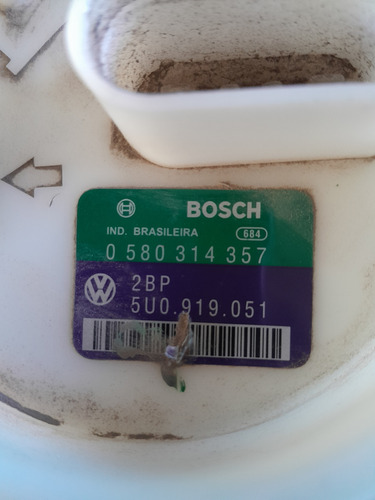 BOSCH
IND. BRASILEIRA 684
0 580 314 357
2BP
5U0.919.051